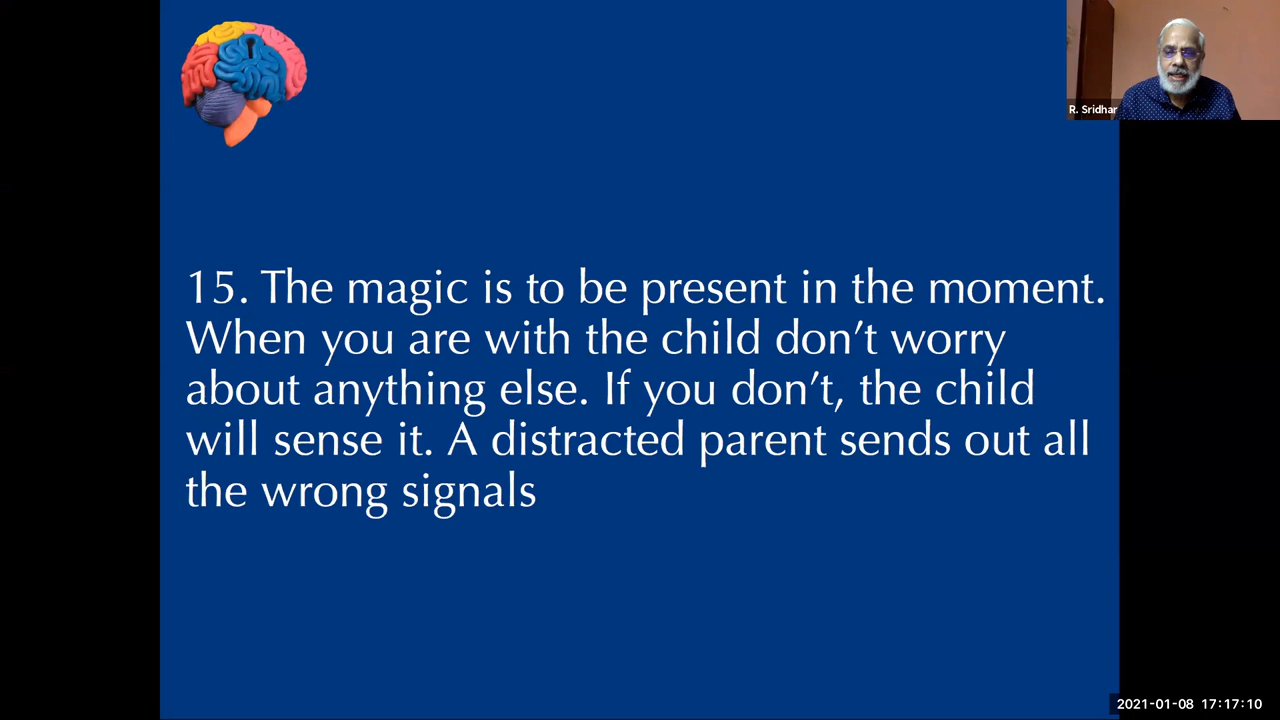 R. Sridhar
15. The magic is to be present in the moment.
When you are with the child don’t worry
about anything else. If you don’t, the child
will sense it. A distracted parent sends out all
the wrong signals
2021-01-08 17:17:10